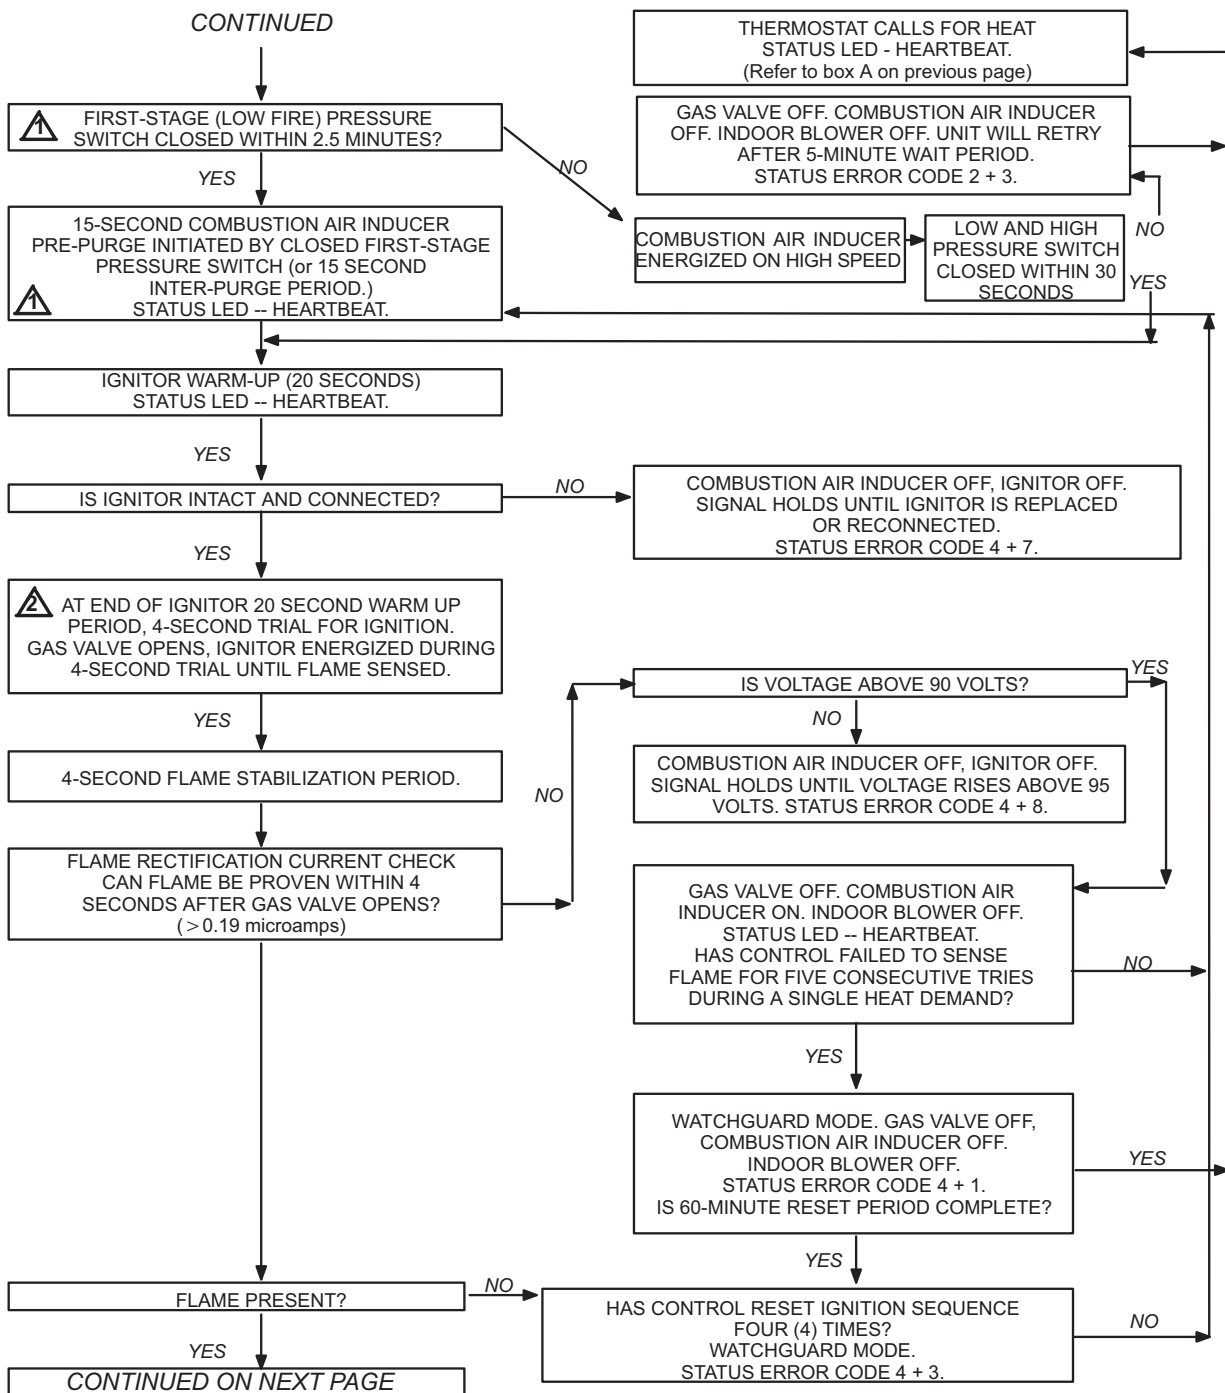 CONTINUED
THERMOSTAT CALLS FOR HEAT
STATUS LED - HEARTBEAT.
(Refer to box A on previous page)
1
FIRST-STAGE (LOW FIRE) PRESSURE
SWITCH CLOSED WITHIN 2.5 MINUTES?
GAS VALVE OFF. COMBUSTION AIR INDUCER
OFF. INDOOR BLOWER OFF. UNIT WILL RETRY
AFTER 5-MINUTE WAIT PERIOD.
STATUS ERROR CODE 2 + 3.
NO
YES
15-SECOND COMBUSTION AIR INDUCER
PRE-PURGE INITIATED BY CLOSED FIRST-STAGE
PRESSURE SWITCH (or 15 SECOND
INTER-PURGE PERIOD.)
1
STATUS LED -- HEARTBEAT.
COMBUSTION AIR INDUCER
ENERGIZED ON HIGH SPEED
LOW AND HIGH
PRESSURE SWITCH
CLOSED WITHIN 30
SECONDS
NO
YES
IGNITOR WARM-UP (20 SECONDS)
STATUS LED -- HEARTBEAT.
YES
IS IGNITOR INTACT AND CONNECTED?
NO
COMBUSTION AIR INDUCER OFF, IGNITOR OFF.
SIGNAL HOLDS UNTIL IGNITOR IS REPLACED
OR RECONNECTED.
STATUS ERROR CODE 4 + 7.
YES
2
AT END OF IGNITOR 20 SECOND WARM UP
PERIOD, 4-SECOND TRIAL FOR IGNITION.
GAS VALVE OPENS, IGNITOR ENERGIZED DURING
4-SECOND TRIAL UNTIL FLAME SENSED.
IS VOLTAGE ABOVE 90 VOLTS?
YES
NO
YES
4-SECOND FLAME STABILIZATION PERIOD.
NO
COMBUSTION AIR INDUCER OFF, IGNITOR OFF.
SIGNAL HOLDS UNTIL VOLTAGE RISES ABOVE 95
VOLTS. STATUS ERROR CODE 4 + 8.
FLAME RECTIFICATION CURRENT CHECK
CAN FLAME BE PROVEN WITHIN 4
SECONDS AFTER GAS VALVE OPENS?
(>0.19 microamps)
GAS VALVE OFF. COMBUSTION AIR
INDUCER ON. INDOOR BLOWER OFF.
STATUS LED -- HEARTBEAT.
HAS CONTROL FAILED TO SENSE
FLAME FOR FIVE CONSECUTIVE TRIES
DURING A SINGLE HEAT DEMAND?
NO
YES
WATCHGUARD MODE. GAS VALVE OFF,
COMBUSTION AIR INDUCER OFF.
INDOOR BLOWER OFF.
STATUS ERROR CODE 4 + 1.
IS 60-MINUTE RESET PERIOD COMPLETE?
YES
YES
FLAME PRESENT?
NO
HAS CONTROL RESET IGNITION SEQUENCE
FOUR (4) TIMES?
WATCHGUARD MODE.
STATUS ERROR CODE 4 + 3.
NO
YES
CONTINUED ON NEXT PAGE